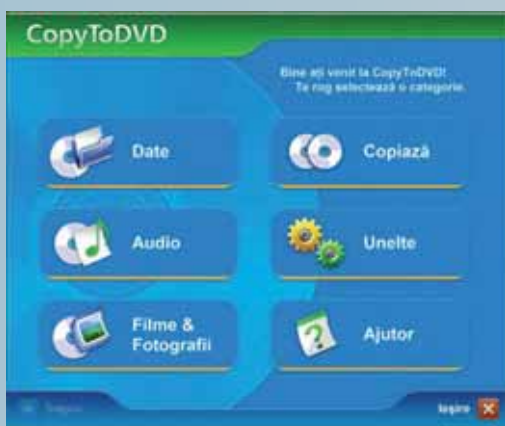 CopyToDVD
Bine ați venit la CopyToDVD!
Te rog selectează o categorie.
Date
Copiază
Audio
Unelte
Filme &
Fotografii
Ajutor
Ieșire